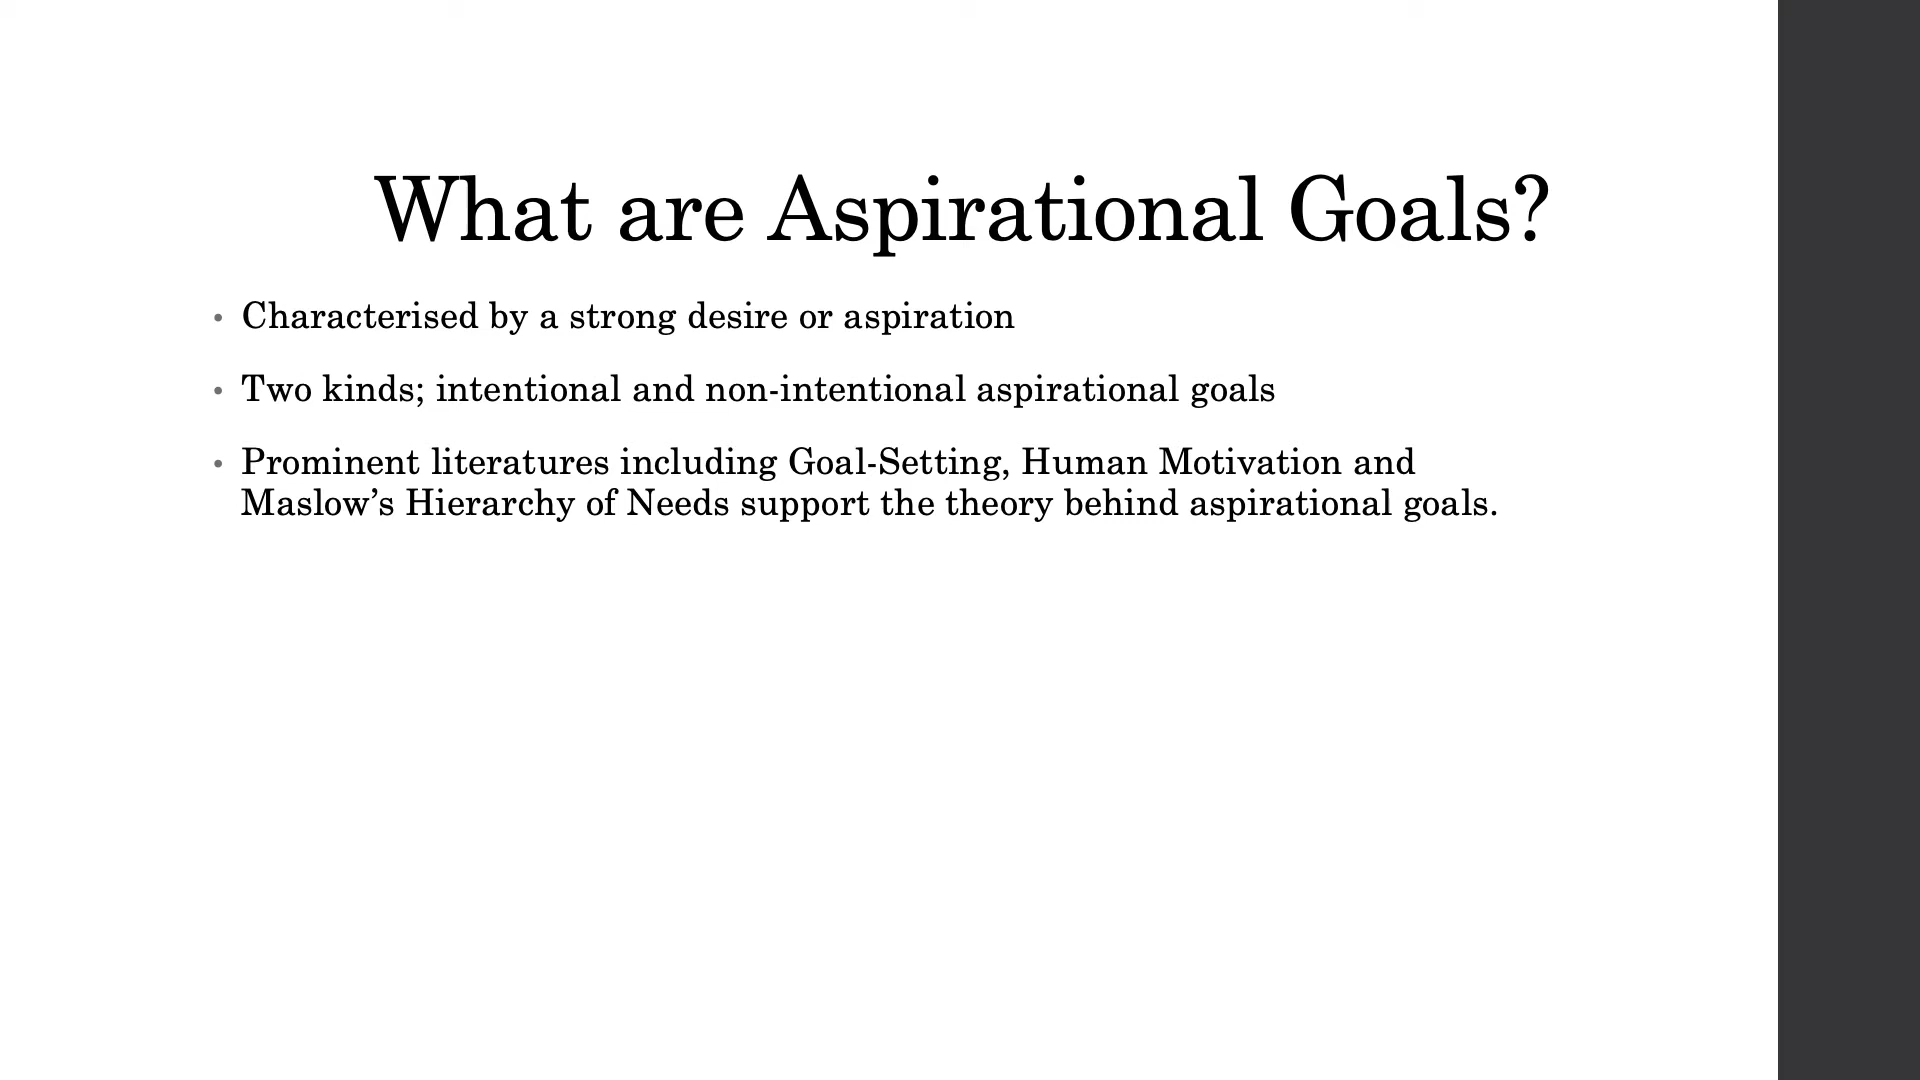 What are Aspirational Goals?
• Characterised by a strong desire or aspiration
• Two kinds; intentional and non-intentional aspirational goals
• Prominent literatures including Goal-Setting, Human Motivation and
Maslow’s Hierarchy of Needs support the theory behind aspirational goals.